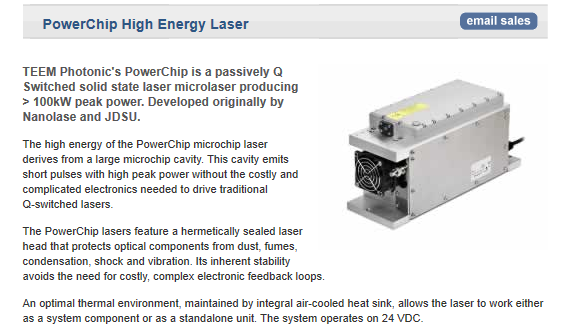 PowerChip High Energy Laser
email sales
TEEM Photonic's PowerChip is a passively Q
Switched solid state laser microlaser producing
> 100kW peak power. Developed originally by
Nanolase and JDSU.
The high energy of the PowerChip microchip laser
derives from a large microchip cavity. This cavity emits
short pulses with high peak power without the costly and
complicated electronics needed to drive traditional
Q-switched lasers.
The PowerChip lasers feature a hermetically sealed laser
head that protects optical components from dust, fumes,
condensation, shock and vibration. Its inherent stability
avoids the need for costly, complex electronic feedback loops.
An optimal thermal environment, maintained by integral air-cooled heat sink, allows the laser to work either
as a system component or as a standalone unit. The system operates on 24 VDC.